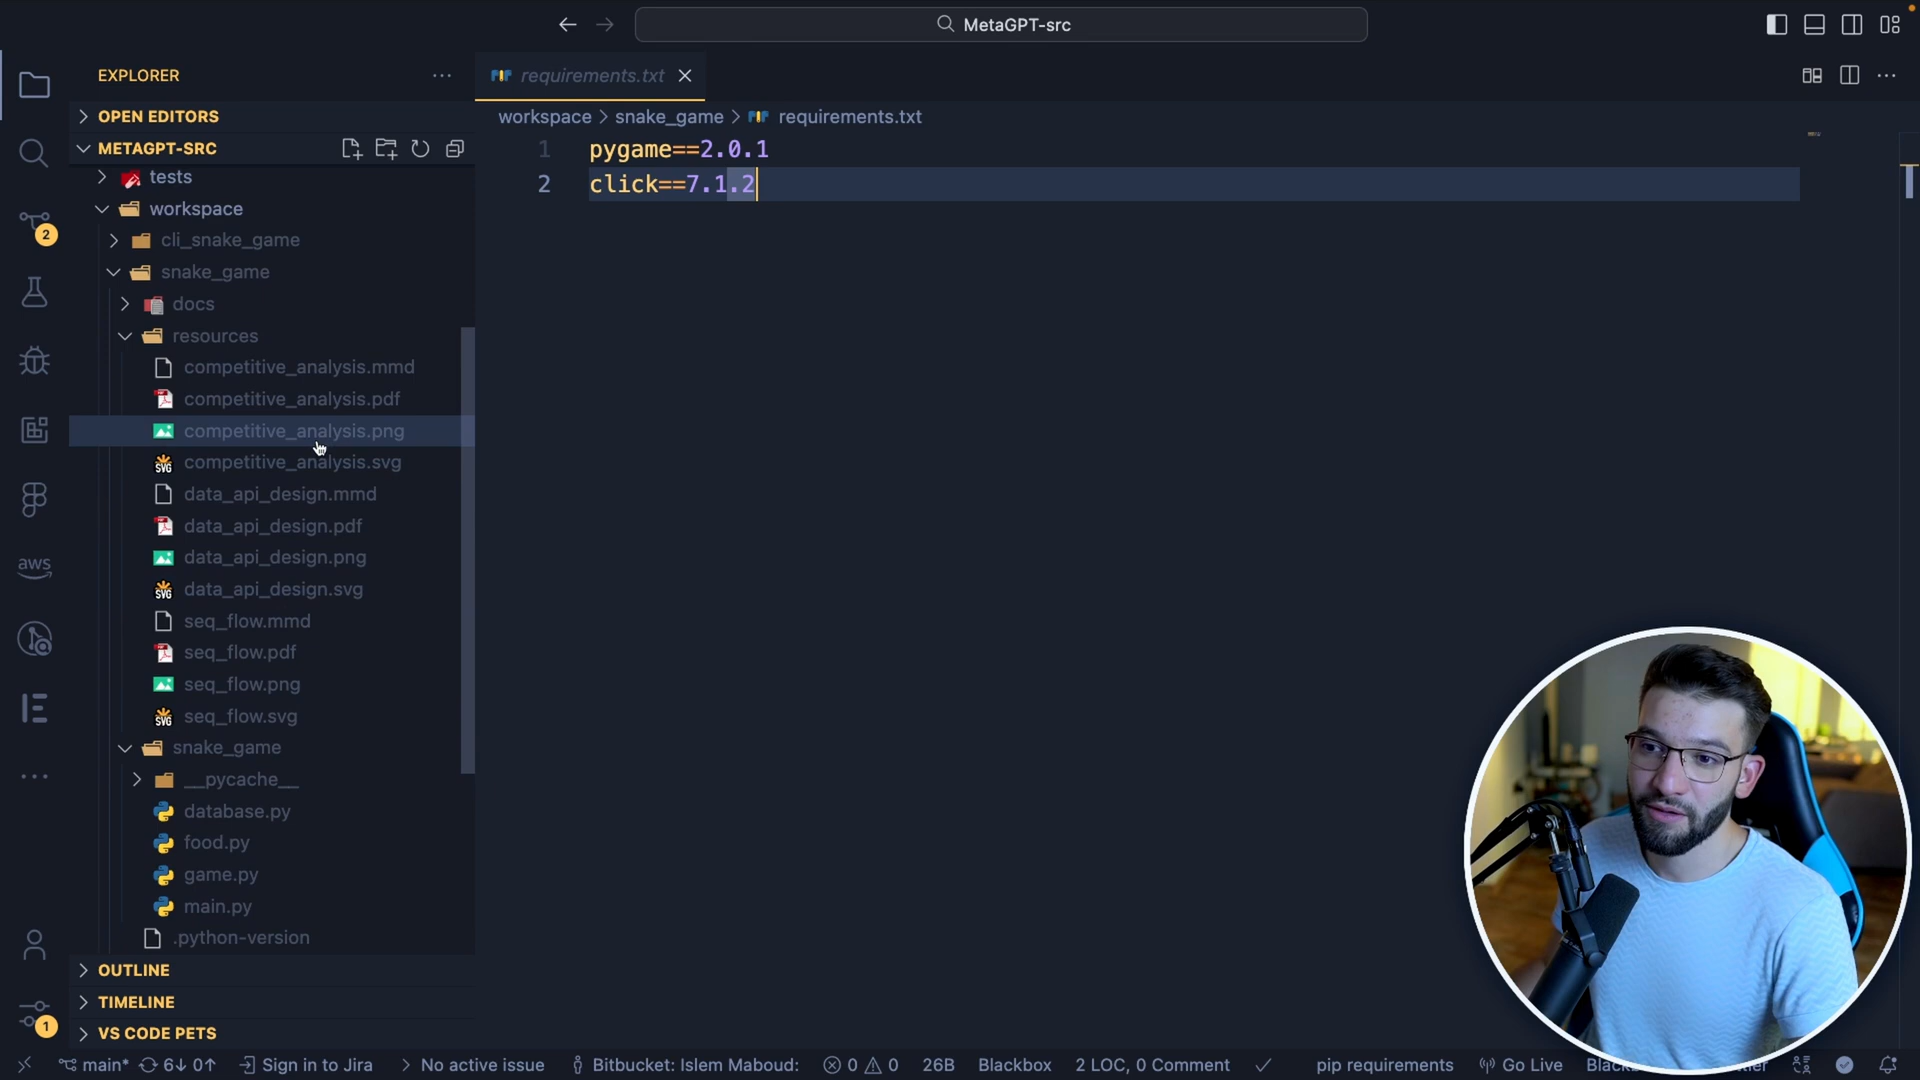 MetaGPT-src
EXPLORER
requirements.txt
OPEN EDITORS
workspace > snake_game > requirements.txt
METAGPT-SRC
1 pygame==2.0.1
2 click==7.1.2
tests
workspace
cli_snake_game
snake_game
docs
resources
competitive_analysis.mmd
competitive_analysis.pdf
competitive_analysis.png
competitive_analysis.svg
data_api_design.mmd
data_api_design.pdf
data_api_design.png
data_api_design.svg
seq_flow.mmd
seq_flow.pdf
seq_flow.png
seq_flow.svg
snake_game
__pycache__
database.py
food.py
game.py
main.py
.python-version
OUTLINE
TIMELINE
VS CODE PETS
2
aws
1
main* 6↓ 0↑ Sign in to Jira No active issue Bitbucket: Islem Maboud: 0 0 26B Blackbox 2 LOC, 0 Comment pip requirements Go Live